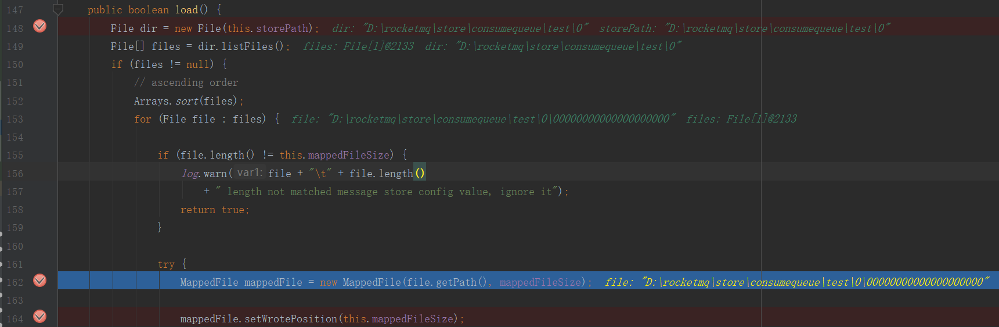 147 public boolean load() {
148 File dir = new File(this.storePath); dir: "D:\rocketmq\store\consumequeue\test\0" storePath: "D:\rocketmq\store\consumequeue\test\0"
149 File[] files = dir.listFiles(); files: File[1]@2133 dir: "D:\rocketmq\store\consumequeue\test\0"
150 if (files != null) {
151 // ascending order
152 Arrays.sort(files);
153 for (File file : files) { file: "D:\rocketmq\store\consumequeue\test\0\00000000000000000000" files: File[1]@2133
154
155 if (file.length() != this.mappedFileSize) {
156 log.warn( var1: file + "\t" + file.length()
157 + " length not matched message store config value, ignore it");
158 return true;
159 }
160
161 try {
162 MappedFile mappedFile = new MappedFile(file.getPath(), mappedFileSize); file: "D:\rocketmq\store\consumequeue\test\0\00000000000000000000"
163
164 mappedFile.setWrotePosition(this.mappedFileSize);